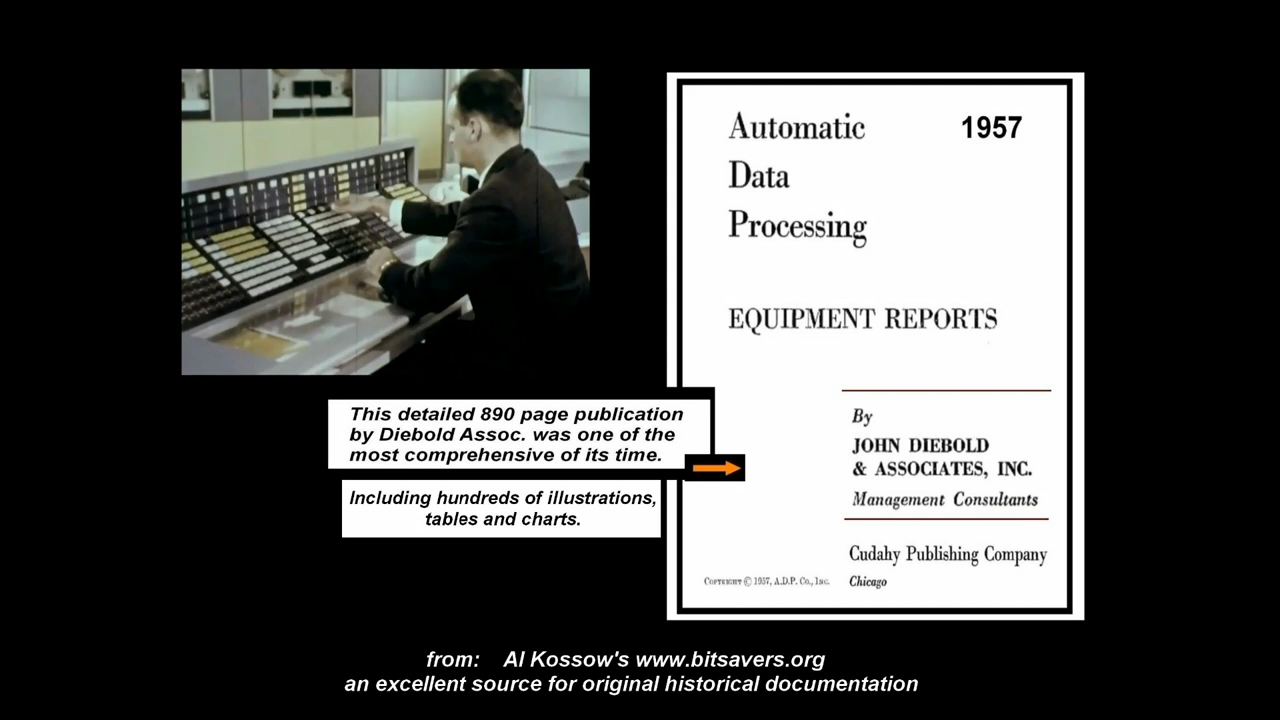 Automatic 1957
Data
Processing
EQUIPMENT REPORTS
By
JOHN DIEBOLD
& ASSOCIATES, INC.
Management Consultants
Cudahy Publishing Company
Copyright © 1957, A.D.P. Co., Inc. Chicago
This detailed 890 page publication
by Diebold Assoc. was one of the
most comprehensive of its time.
Including hundreds of illustrations,
tables and charts.
from: Al Kossow's www.bitsavers.org
an excellent source for original historical documentation